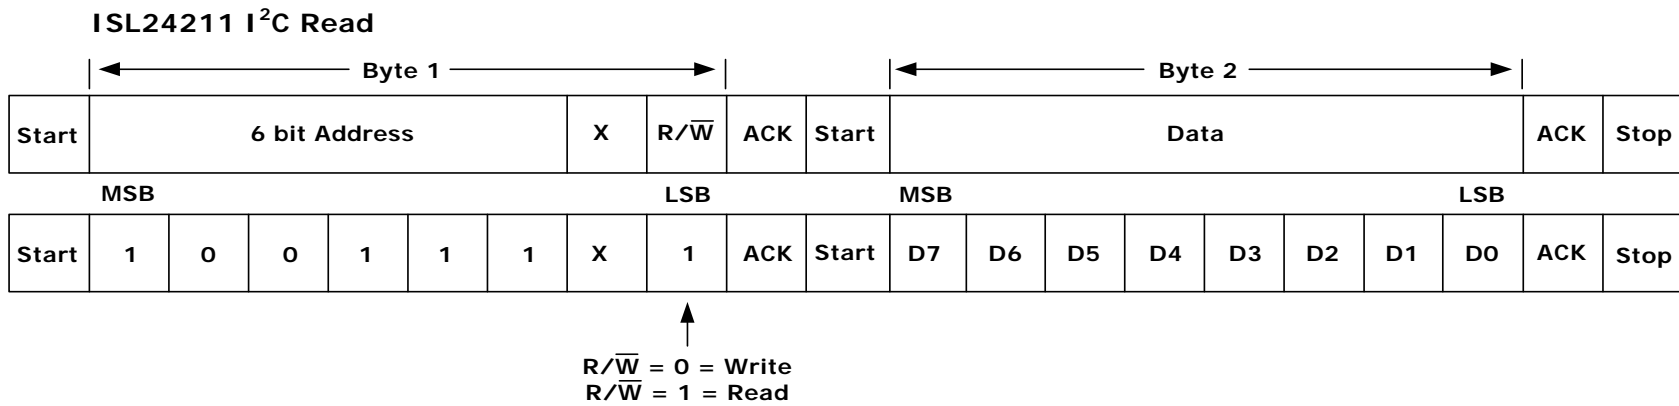 ISL24211 I²C Read
Byte 1 Byte 2
Start 6 bit Address X R/W̅ ACK Start Data ACK Stop
MSB LSB MSB LSB
Start 1 0 0 1 1 1 X 1 ACK Start D7 D6 D5 D4 D3 D2 D1 D0 ACK Stop
R/W̅ = 0 = Write
R/W̅ = 1 = Read